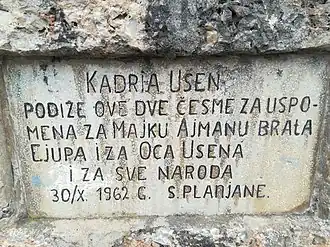 KADRIA USEN
PODIŽE OVE DVE ČESME ZA USPO-
MENA ZA MAJKU AJMANU BRATA
EJUPA I ZA OCA USENA
I ZA SVE NARODA
30/X. 1962 G. S. PLANJANE.